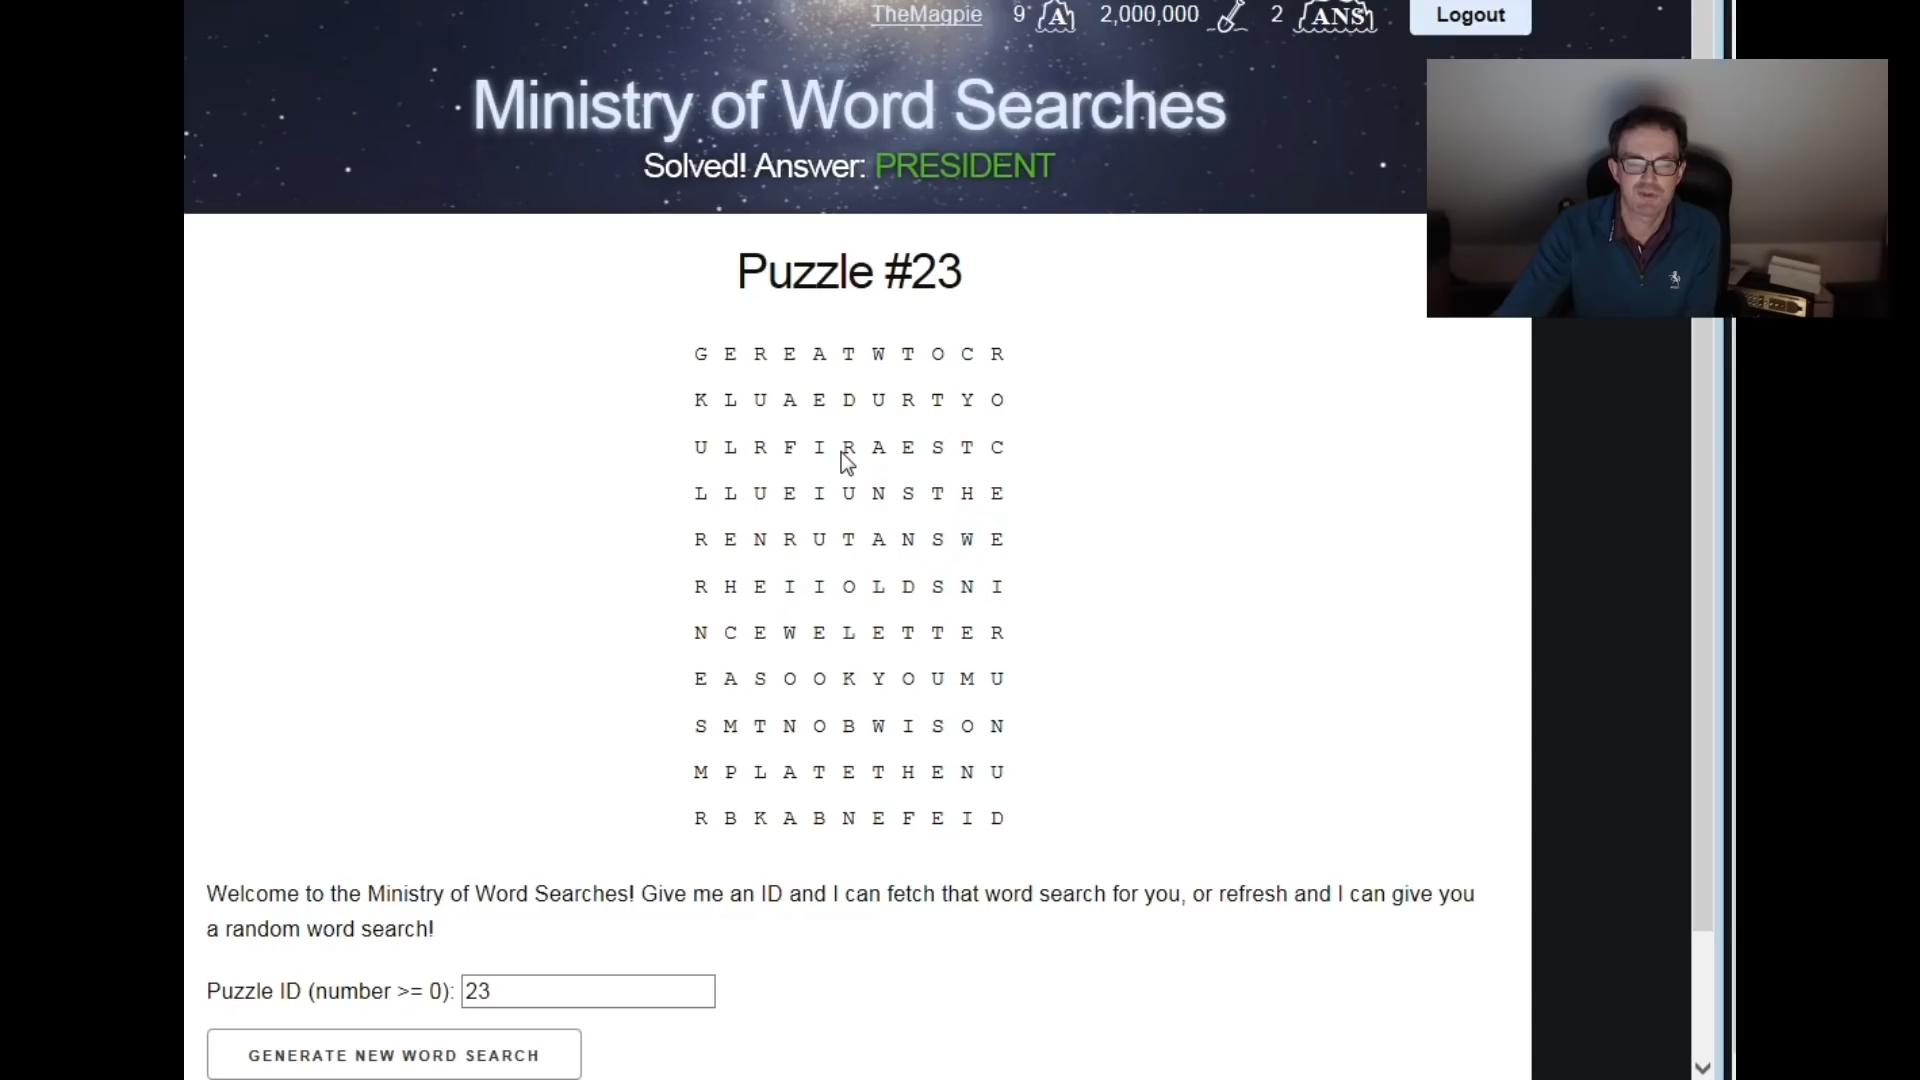 TheMagpie 9 A 2,000,000 2 ANS Logout
Ministry of Word Searches
Solved! Answer: PRESIDENT
Puzzle #23
G E R E A T W T O C R
K L U A E D U R T Y O
U L R F I R A E S T C
L L U E I U N S T H E
R E N R U T A N S W E
R H E I I O L D S N I
N C E W E L E T T E R
E A S O O K Y O U M U
S M T N O B W I S O N
M P L A T E T H E N U
R B K A B N E F E I D
Welcome to the Ministry of Word Searches! Give me an ID and I can fetch that word search for you, or refresh and I can give you
a random word search!
Puzzle ID (number >= 0): 23
GENERATE NEW WORD SEARCH